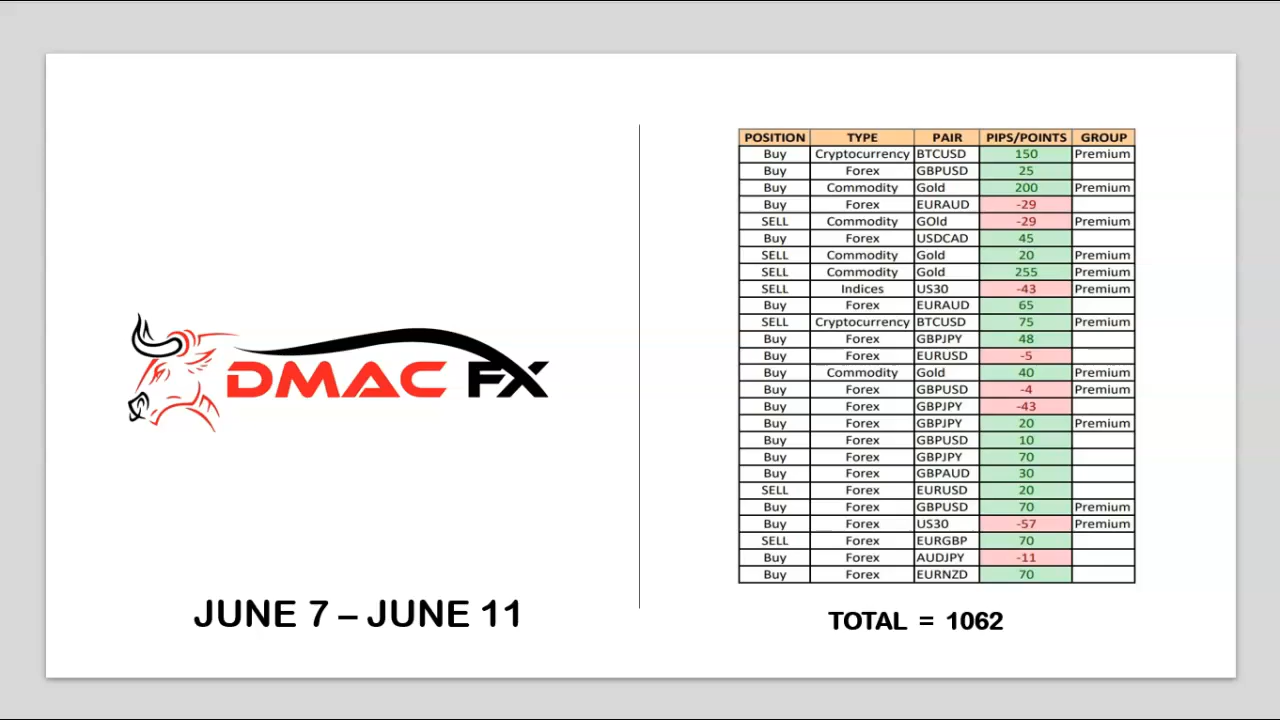 DMAC FX
JUNE 7 – JUNE 11
POSITION TYPE PAIR PIPS/POINTS GROUP
Buy Cryptocurrency BTCUSD 150 Premium
Buy Forex GBPUSD 25
Buy Commodity Gold 200 Premium
Buy Forex EURAUD -29
SELL Commodity GOld -29 Premium
Buy Forex USDCAD 45
SELL Commodity Gold 20 Premium
SELL Commodity Gold 255 Premium
SELL Indices US30 -43 Premium
Buy Forex EURAUD 65
SELL Cryptocurrency BTCUSD 75 Premium
Buy Forex GBPJPY 48
Buy Forex EURUSD -5
Buy Commodity Gold 40 Premium
Buy Forex GBPUSD -4 Premium
Buy Forex GBPJPY -43
Buy Forex GBPJPY 20 Premium
Buy Forex GBPUSD 10
Buy Forex GBPJPY 70
Buy Forex GBPAUD 30
SELL Forex EURUSD 20
Buy Forex GBPUSD 70 Premium
Buy Forex US30 -57 Premium
SELL Forex EURGBP 70
Buy Forex AUDJPY -11
Buy Forex EURNZD 70
TOTAL = 1062